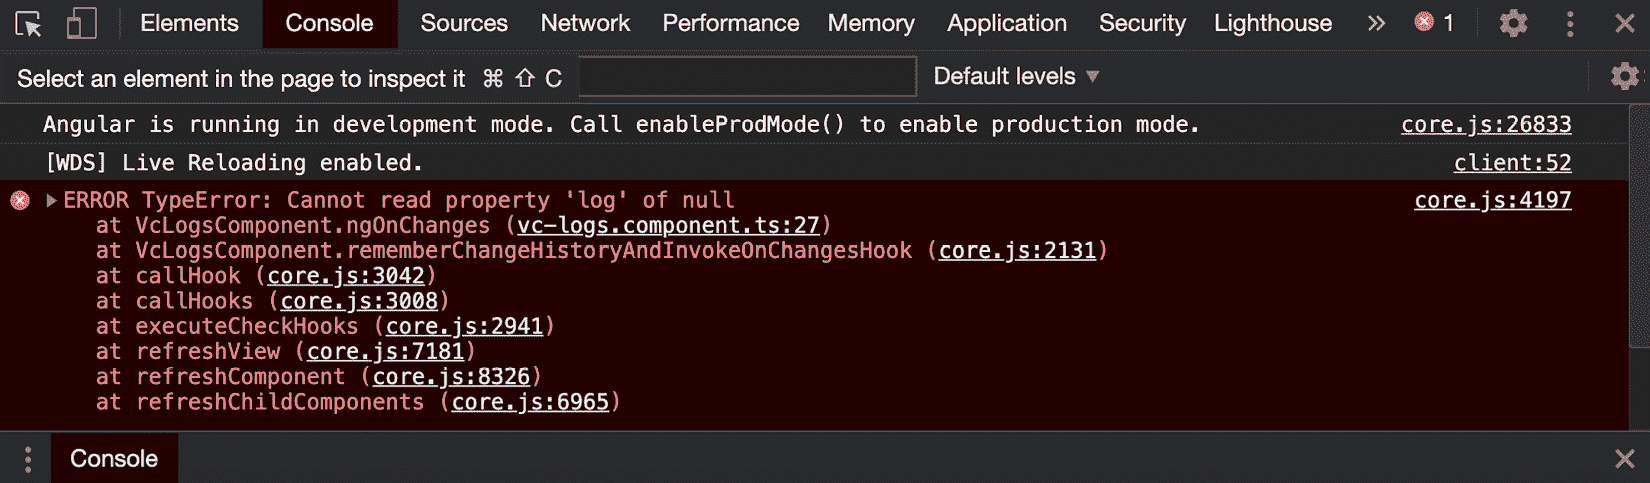 Elements Console Sources Network Performance Memory Application Security Lighthouse » 1
Select an element in the page to inspect it ⌘ ⇧ C Default levels ▼
Angular is running in development mode. Call enableProdMode() to enable production mode. core.js:26833
[WDS] Live Reloading enabled. client:52
ERROR TypeError: Cannot read property 'log' of null core.js:4197
at VcLogsComponent.ngOnChanges (vc-logs.component.ts:27)
at VcLogsComponent.rememberChangeHistoryAndInvokeOnChangesHook (core.js:2131)
at callHook (core.js:3042)
at callHooks (core.js:3008)
at executeCheckHooks (core.js:2941)
at refreshView (core.js:7181)
at refreshComponent (core.js:8326)
at refreshChildComponents (core.js:6965)
Console